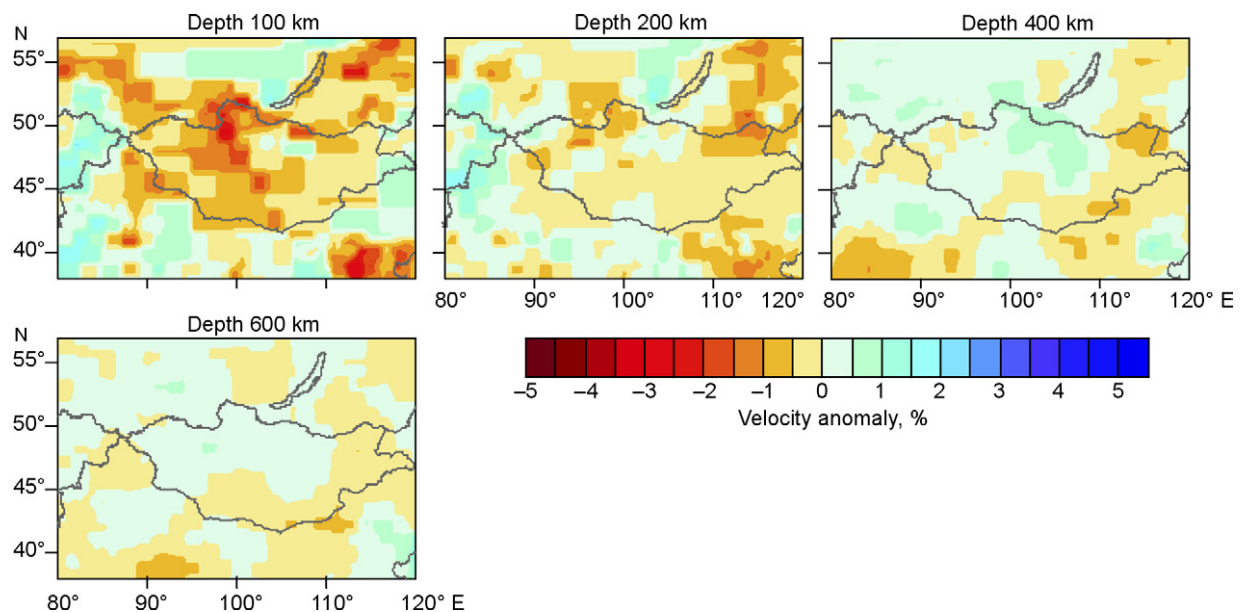 Depth 100 km
Depth 200 km
Depth 400 km
N
55°
50°
45°
40°
80° 90° 100° 110° 120°
80° 90° 100° 110° 120° E
Depth 600 km
N
55°
50°
45°
40°
80° 90° 100° 110° 120° E
–5 –4 –3 –2 –1 0 1 2 3 4 5
Velocity anomaly, %